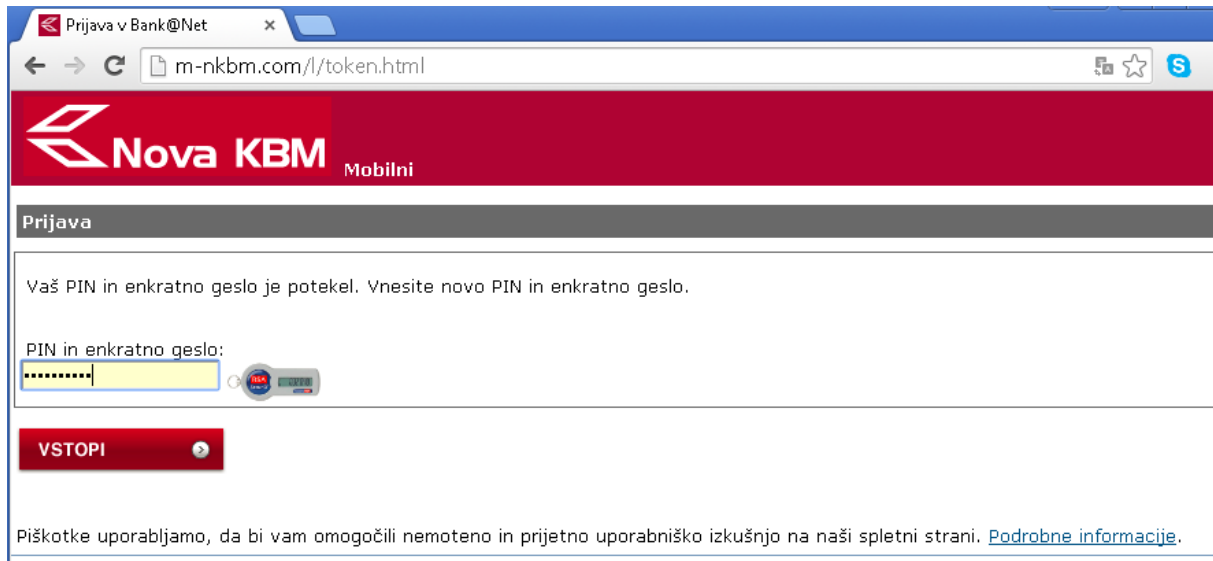 Prijava v Bank@Net
m-nkbm.com/l/token.html
Nova KBM Mobilni
Prijava
Vaš PIN in enkratno geslo je potekel. Vnesite novo PIN in enkratno geslo.
PIN in enkratno geslo:
VSTOPI
Piškotke uporabljamo, da bi vam omogočili nemoteno in prijetno uporabniško izkušnjo na naši spletni strani. Podrobne informacije.